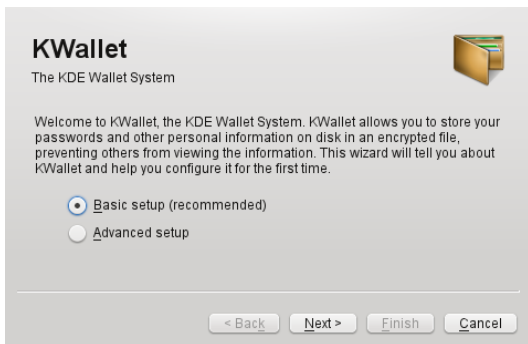 KWallet
The KDE Wallet System
Welcome to KWallet, the KDE Wallet System. KWallet allows you to store your
passwords and other personal information on disk in an encrypted file,
preventing others from viewing the information. This wizard will tell you about
KWallet and help you configure it for the first time.
Basic setup (recommended)
Advanced setup
< Back
Next >
Finish
Cancel